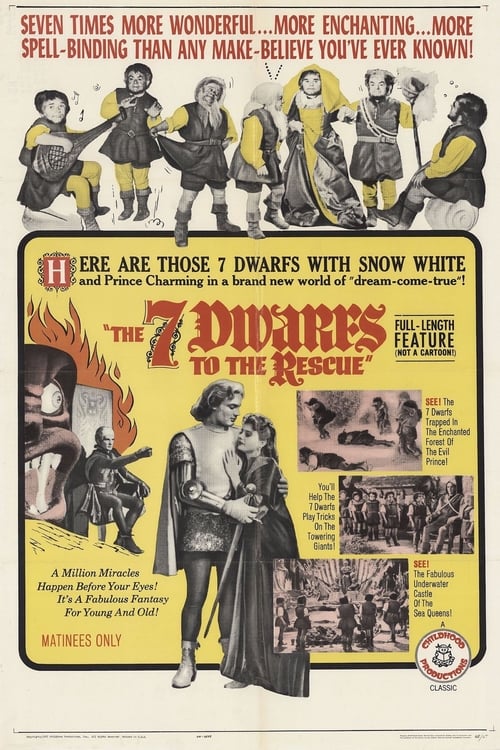 SEVEN TIMES MORE WONDERFUL...MORE ENCHANTING...MORE
SPELL-BINDING THAN ANY MAKE-BELIEVE YOU'VE EVER KNOWN!
HERE ARE THOSE 7 DWARFS WITH SNOW WHITE
and Prince Charming in a brand new world of "dream-come-true"!
"THE 7 DWARFS
TO THE RESCUE"
FULL-LENGTH
FEATURE
(NOT A CARTOON!)
SEE! The
7 Dwarfs
Trapped In
The Enchanted
Forest Of
The Evil
Prince!
You'll
Help The
7 Dwarfs
Play Tricks
On The
Towering
Giants!
SEE!
The Fabulous
Underwater
Castle
Of The
Sea Queens!
A Million Miracles
Happen Before Your Eyes!
It's A Fabulous Fantasy
For Young And Old!
MATINEES ONLY
A
CHILDHOOD
PRODUCTIONS
CLASSIC